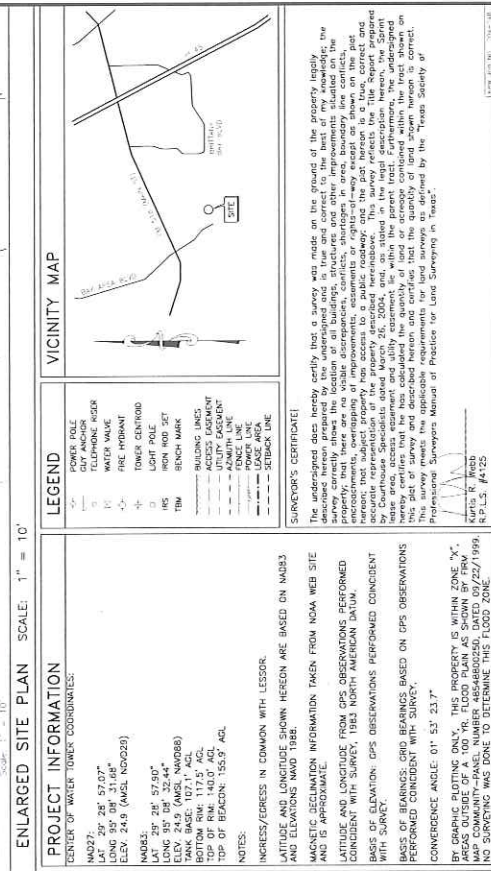 ENLARGED SITE PLAN SCALE: 1" = 10'
PROJECT INFORMATION
CENTER OF WATER TOWER COORDINATES:
NAD27:
LAT 29° 28' 57.07"
LONG 95° 08' 31.68"
ELEV. 24.9 (AMSL, NGVD29)
NAD83:
LAT 29° 28' 57.90"
LONG 95° 08' 32.44"
ELEV. 24.9 (AMSL, NAVD88)
TANK BASE: 107.1' AGL
BOTTOM RIM: 117.5' AGL
TOP OF RIM: 140.0' AGL
TOP OF BEACON: 155.9' AGL
NOTES:
INGRESS/EGRESS IN COMMON WITH LESSOR.
LATITUDE AND LONGITUDE SHOWN HEREON ARE BASED ON NAD83
AND ELEVATIONS NAVD 1988.
MAGNETIC DECLINATION INFORMATION TAKEN FROM NOAA WEB SITE
AND IS APPROXIMATE.
LATITUDE AND LONGITUDE FROM GPS OBSERVATIONS PERFORMED
COINCIDENT WITH SURVEY, 1983 NORTH AMERICAN DATUM.
BASIS OF ELEVATION: GPS OBSERVATIONS PERFORMED COINCIDENT
WITH SURVEY.
BASIS OF BEARINGS: GRID BEARINGS BASED ON GPS OBSERVATIONS
PERFORMED COINCIDENT WITH SURVEY.
CONVERGENCE ANGLE: 01° 53' 23.7"
BY GRAPHIC PLOTTING ONLY, THIS PROPERTY IS WITHIN ZONE "X",
AREAS OUTSIDE OF A 100 YR. FLOOD PLAIN AS SHOWN BY FIRM
MAP COMMUNITY-PANEL NUMBER 4854880025D, DATED 09/22/1999.
NO SURVEYING WAS DONE TO DETERMINE THIS FLOOD ZONE.
LEGEND
POWER POLE
GUY ANCHOR
TELEPHONE RISER
WATER VALVE
FIRE HYDRANT
TOWER CENTROID
LIGHT POLE
IRS IRON ROD SET
TBM BENCH MARK
BUILDING LINES
ACCESS EASEMENT
UTILITY EASEMENT
AZIMUTH LINE
FENCE LINE
POWER LINE
LEASE AREA
SETBACK LINE
VICINITY MAP
BAY AREA BLVD
SITE
SURVEYOR'S CERTIFICATE
The undersigned does hereby certify that a survey was made on the ground of the property legally
described hereon prepared by the undersigned and is true and correct to the best of my knowledge; the
survey correctly shows the location of all buildings, structures and other improvements situated on the
property; that there are no visible discrepancies, conflicts, shortages in area, boundary line conflicts,
encroachments, overlapping of improvements, easements or rights-of-way except as shown on the plat
hereon; that subject property has access to a public roadway; and the plat hereon is a true, correct and
accurate representation of the property described hereinabove. This survey reflects the Title Report prepared
by Courthouse Specialists dated March 26, 2004, and, as stated in the legal description hereon, the Sprint
lease area, access easements and utility easement lie within the parent tract. Furthermore, the undersigned
hereby certifies that he has calculated the quantity of land or acreage contained within the tract shown on
this plat of survey and described hereon and certifies that the quantity of land shown hereon is correct.
This survey meets the applicable requirements for land surveys as defined by the "Texas Society of
Professional Surveyors Manual of Practice for Land Surveying in Texas".
Kurtis R. Webb
R.P.L.S. #4125